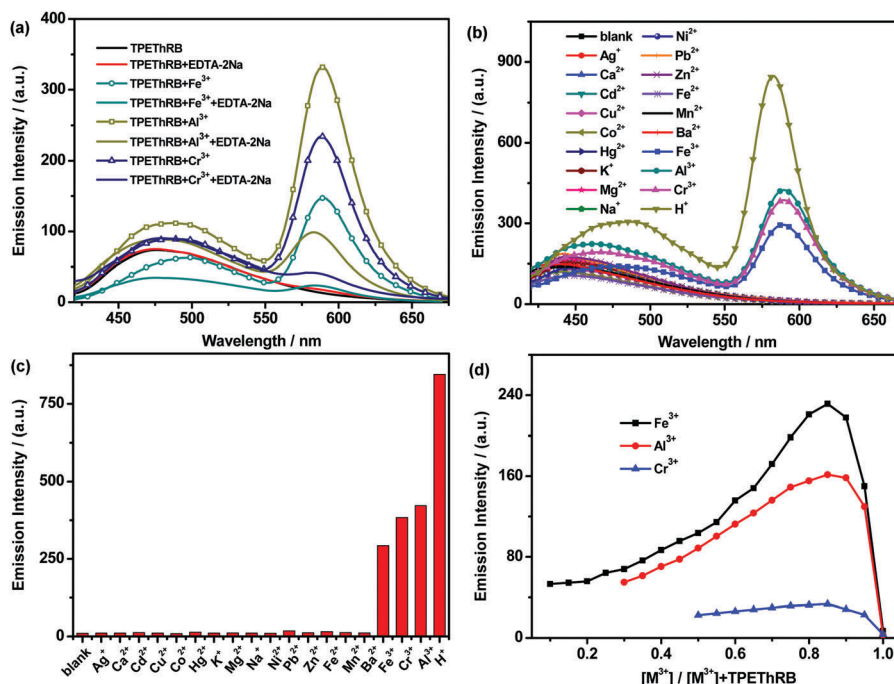 (a)
400
300
200
100
0
450
500
550
600
650
Emission Intensity / (a.u.)
Wavelength / nm
TPEThRB
TPEThRB+EDTA-2Na
TPEThRB+Fe³⁺
TPEThRB+Fe³⁺+EDTA-2Na
TPEThRB+Al³⁺
TPEThRB+Al³⁺+EDTA-2Na
TPEThRB+Cr³⁺
TPEThRB+Cr³⁺+EDTA-2Na
(b)
900
600
300
0
450
500
550
600
650
Emission Intensity / (a.u.)
Wavelength / nm
blank
Ag⁺
Ca²⁺
Cd²⁺
Cu²⁺
Co²⁺
Hg²⁺
K⁺
Mg²⁺
Na⁺
Ni²⁺
Pb²⁺
Zn²⁺
Fe²⁺
Mn²⁺
Ba²⁺
Fe³⁺
Al³⁺
Cr³⁺
H⁺
(c)
750
500
250
0
Emission Intensity / (a.u.)
blank
Ag⁺
Ca²⁺
Cd²⁺
Cu²⁺
Co²⁺
Hg²⁺
K⁺
Mg²⁺
Na⁺
Ni²⁺
Pb²⁺
Zn²⁺
Fe²⁺
Mn²⁺
Ba²⁺
Fe³⁺
Cr³⁺
Al³⁺
H⁺
(d)
240
160
80
0
0.2
0.4
0.6
0.8
1.0
Emission Intensity / (a.u.)
[M³⁺] / [M³⁺]+TPEThRB
Fe³⁺
Al³⁺
Cr³⁺